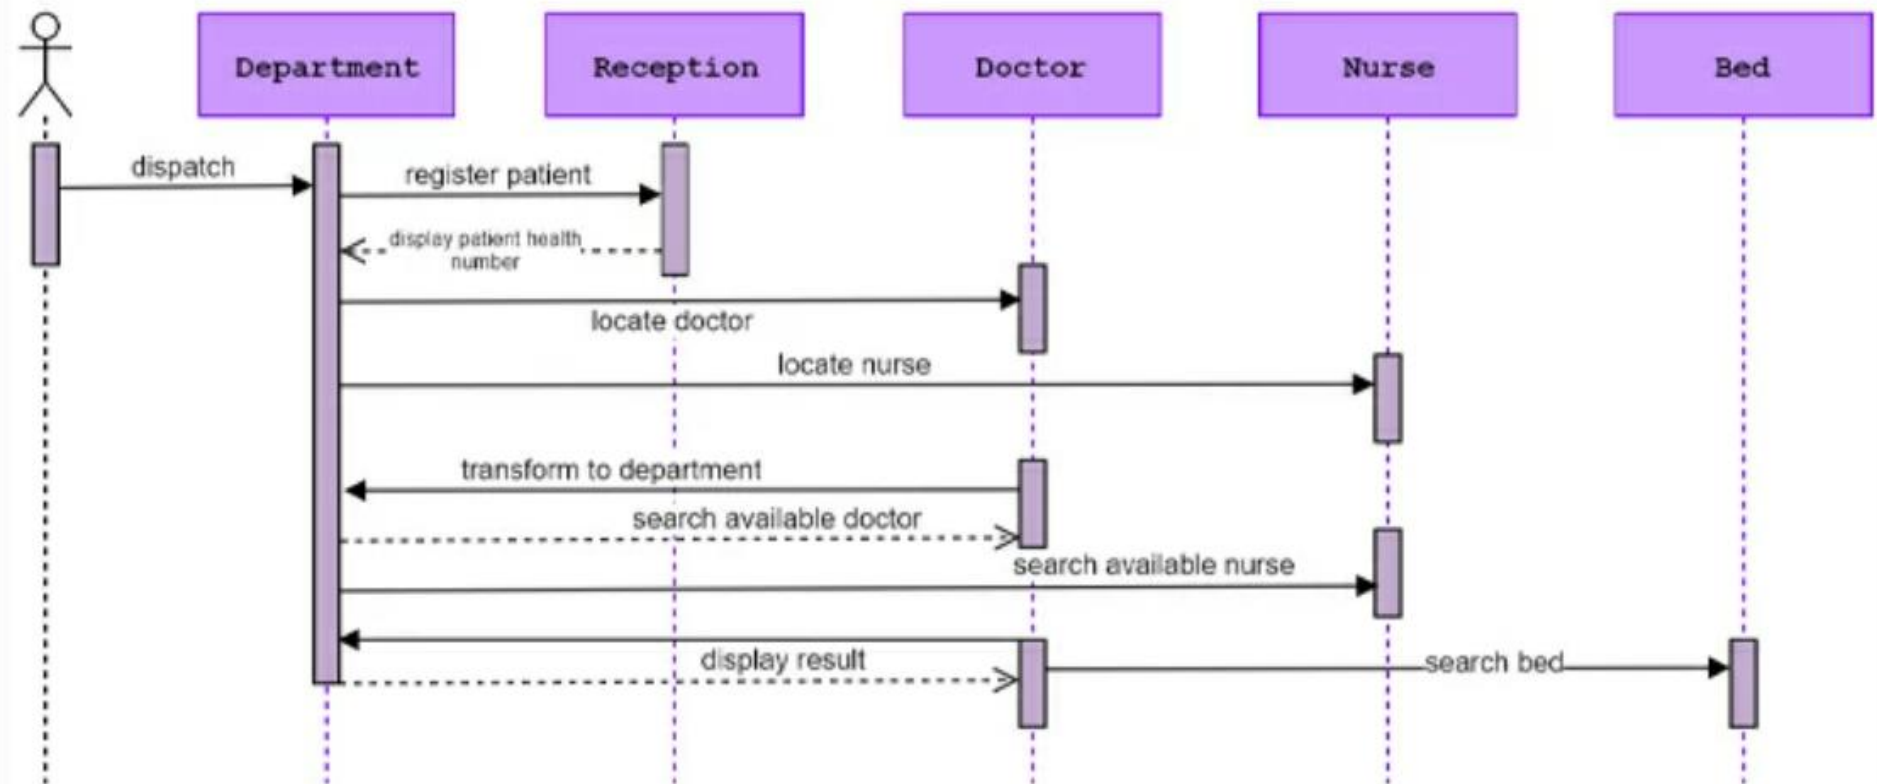 Department
Reception
Doctor
Nurse
Bed
dispatch
register patient
display patient health
number
locate doctor
locate nurse
transform to department
search available doctor
search available nurse
display result
search bed